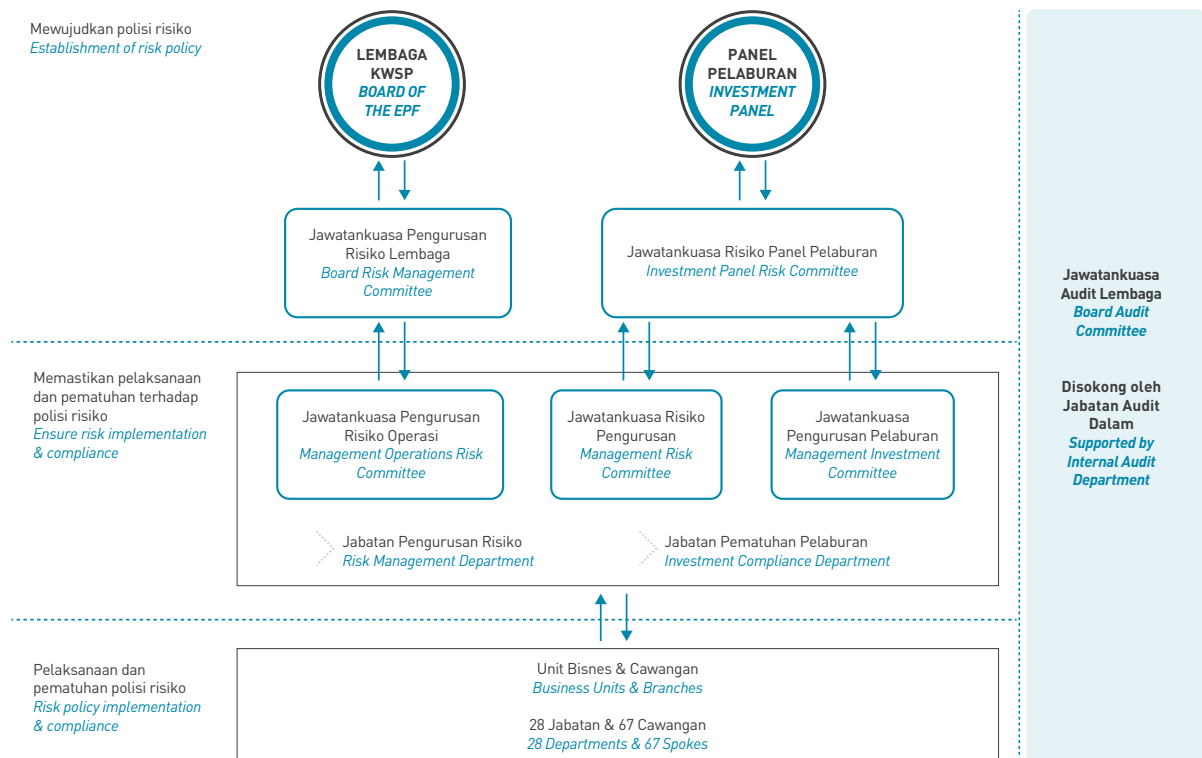 Mewujudkan polisi risiko
Establishment of risk policy
LEMBAGA
KWSP
BOARD OF
THE EPF
PANEL
PELABURAN
INVESTMENT
PANEL
Jawatankuasa Pengurusan
Risiko Lembaga
Board Risk Management
Committee
Jawatankuasa Risiko Panel Pelaburan
Investment Panel Risk Committee
Memastikan pelaksanaan
dan pematuhan terhadap
polisi risiko
Ensure risk implementation
& compliance
Jawatankuasa Pengurusan
Risiko Operasi
Management Operations Risk
Committee
Jawatankuasa Risiko
Pengurusan
Management Risk
Committee
Jawatankuasa
Pengurusan Pelaburan
Management Investment
Committee
Jabatan Pengurusan Risiko
Risk Management Department
Jabatan Pematuhan Pelaburan
Investment Compliance Department
Pelaksanaan dan
pematuhan polisi risiko
Risk policy implementation
& compliance
Unit Bisnes & Cawangan
Business Units & Branches
28 Jabatan & 67 Cawangan
28 Departments & 67 Spokes
Jawatankuasa
Audit Lembaga
Board Audit
Committee
Disokong oleh
Jabatan Audit
Dalam
Supported by
Internal Audit
Department